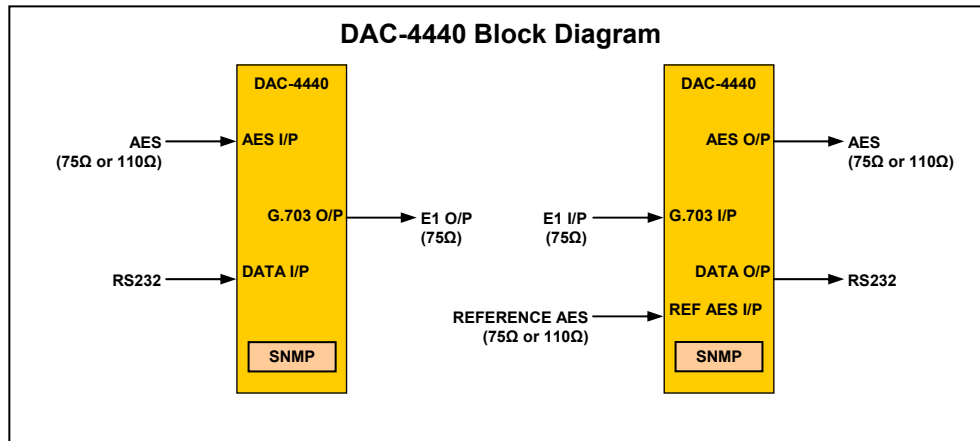 DAC-4440 Block Diagram
DAC-4440
AES
(75Ω or 110Ω)
AES I/P
G.703 O/P
E1 O/P
(75Ω)
RS232
DATA I/P
SNMP
DAC-4440
AES O/P
AES
(75Ω or 110Ω)
E1 I/P
(75Ω)
G.703 I/P
DATA O/P
RS232
REFERENCE AES
(75Ω or 110Ω)
REF AES I/P
SNMP